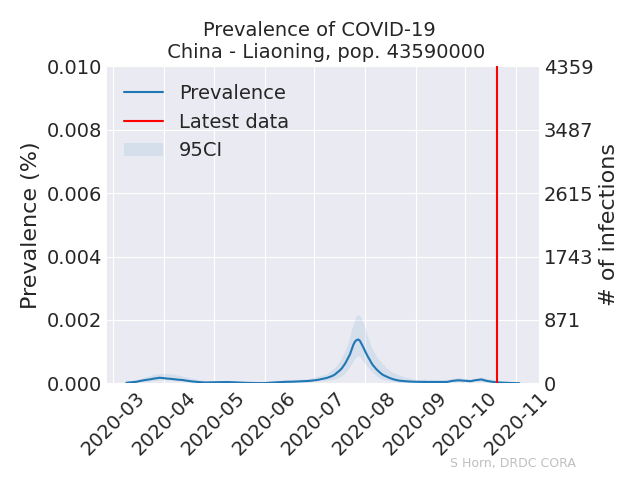 Prevalence of COVID-19
China - Liaoning, pop. 43590000
Prevalence
Latest data
95CI
Prevalence (%)
0.010
0.008
0.006
0.004
0.002
0.000
4359
3487
2615
1743
871
0
# of infections
2020-03
2020-04
2020-05
2020-06
2020-07
2020-08
2020-09
2020-10
2020-11
S Horn, DRDC CORA